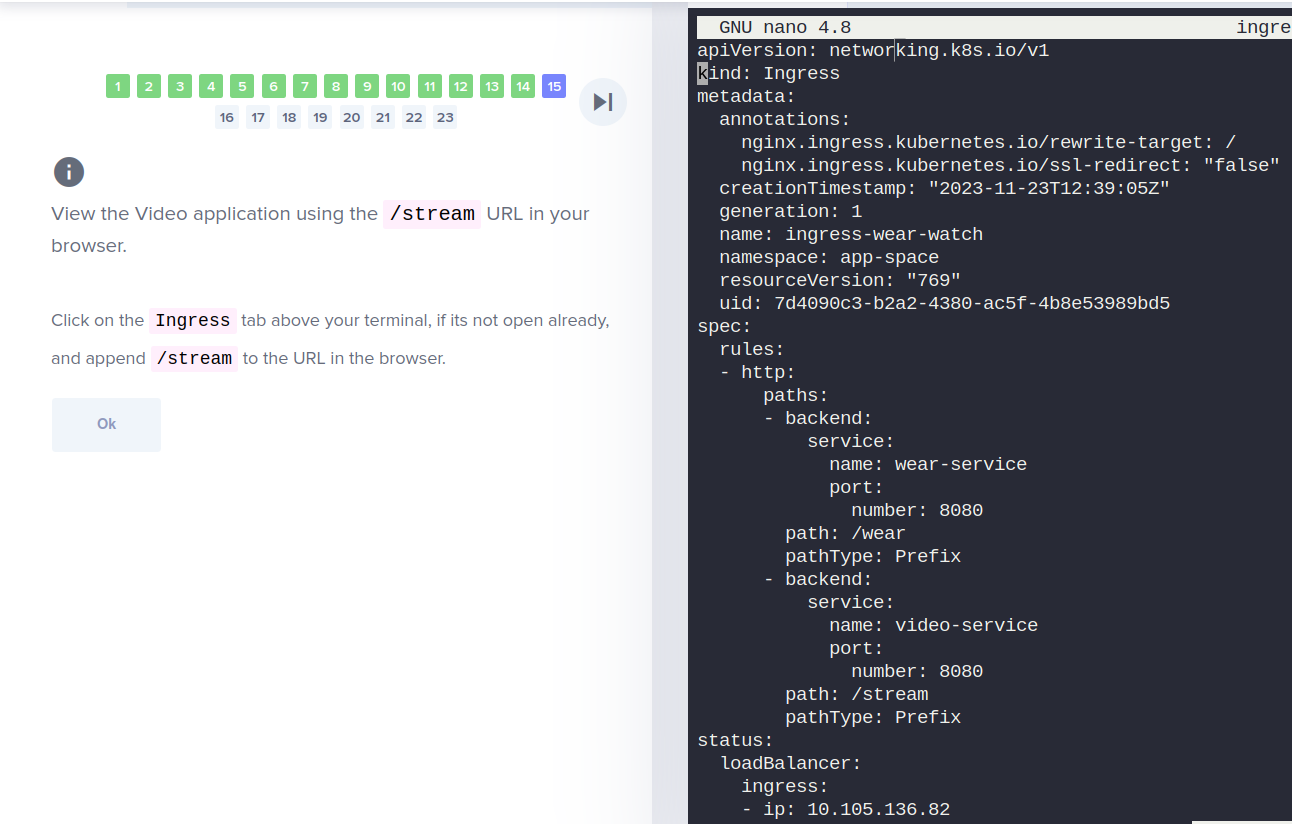 1 2 3 4 5 6 7 8 9 10 11 12 13 14 15
16 17 18 19 20 21 22 23
View the Video application using the /stream URL in your
browser.
Click on the Ingress tab above your terminal, if its not open already,
and append /stream to the URL in the browser.
Ok
GNU nano 4.8 ingre
apiVersion: networking.k8s.io/v1
kind: Ingress
metadata:
  annotations:
    nginx.ingress.kubernetes.io/rewrite-target: /
    nginx.ingress.kubernetes.io/ssl-redirect: "false"
  creationTimestamp: "2023-11-23T12:39:05Z"
  generation: 1
  name: ingress-wear-watch
  namespace: app-space
  resourceVersion: "769"
  uid: 7d4090c3-b2a2-4380-ac5f-4b8e53989bd5
spec:
  rules:
  - http:
      paths:
      - backend:
          service:
            name: wear-service
            port:
              number: 8080
        path: /wear
        pathType: Prefix
      - backend:
          service:
            name: video-service
            port:
              number: 8080
        path: /stream
        pathType: Prefix
status:
  loadBalancer:
    ingress:
    - ip: 10.105.136.82